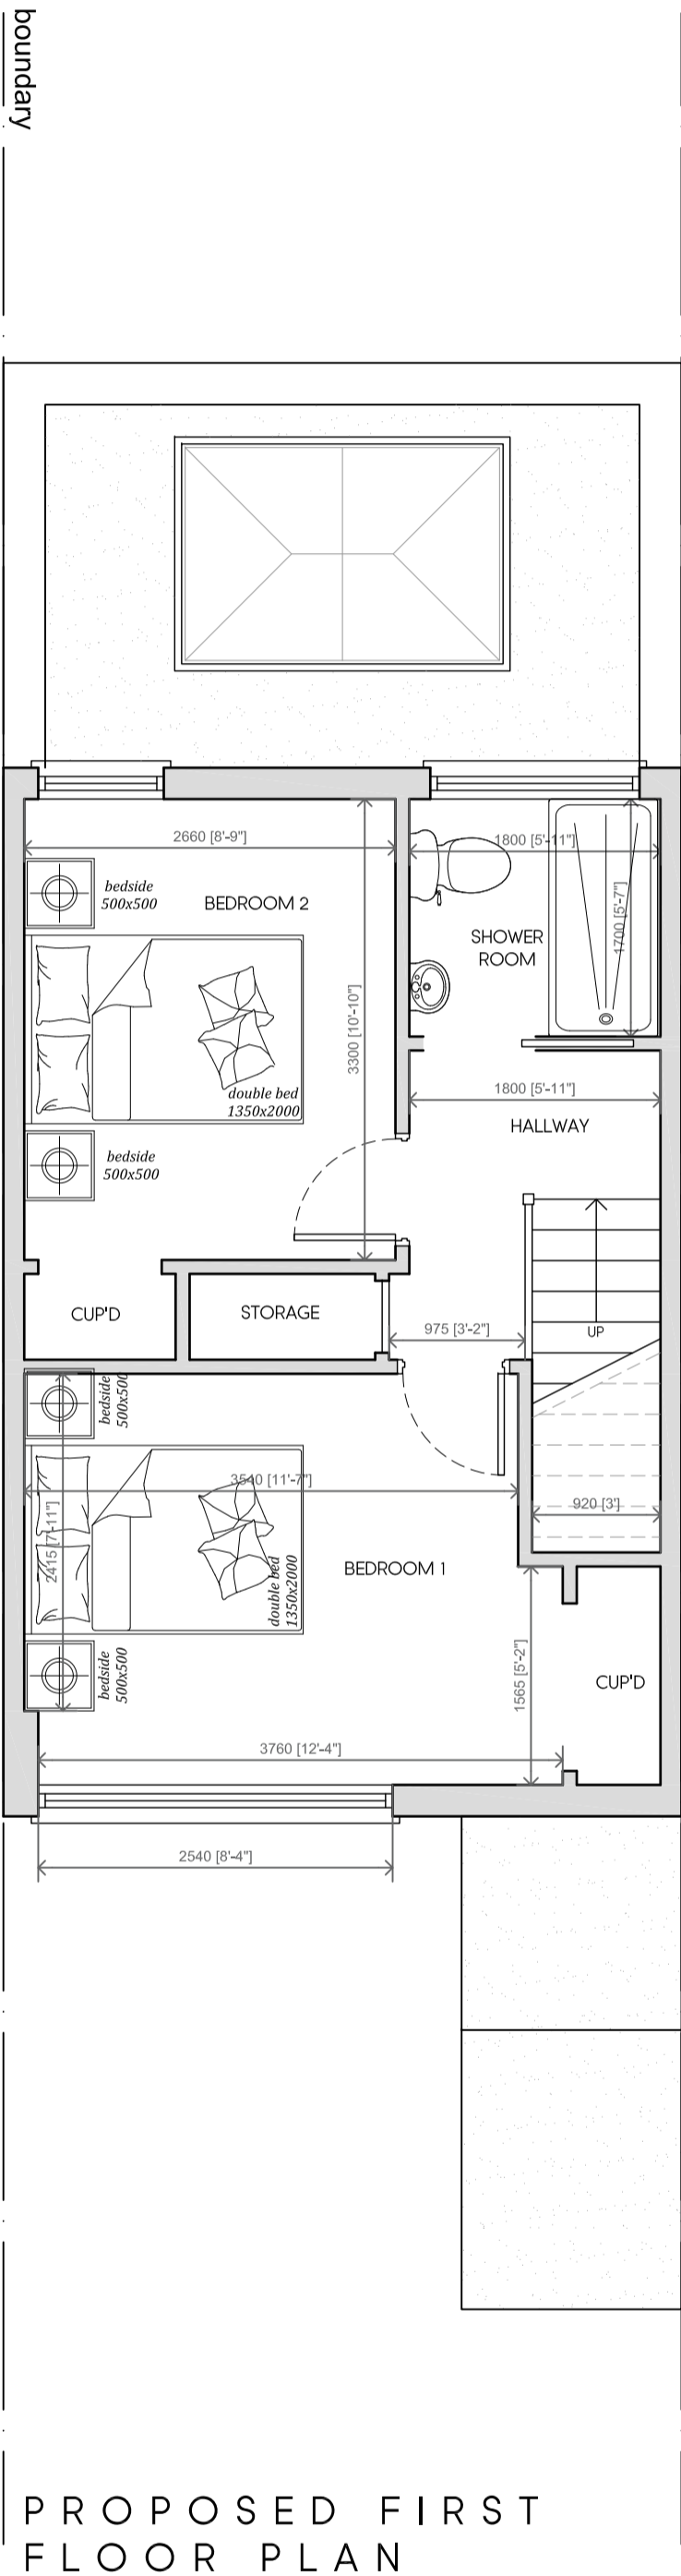 boundary
2660 [8'-9"]
1800 [5'-11"]
bedside
500x500
BEDROOM 2
1700 [5'-7"]
SHOWER
ROOM
3300 [10'-10"]
double bed
1350x2000
1800 [5'-11"]
HALLWAY
bedside
500x500
CUP'D
STORAGE
975 [3'-2"]
UP
bedside
500x500
3540 [11'-7"]
920 [3']
2415 [7'-11"]
double bed
1350x2000
BEDROOM 1
bedside
500x500
1565 [5'-2"]
CUP'D
3760 [12'-4"]
2540 [8'-4"]
PROPOSED FIRST
FLOOR PLAN